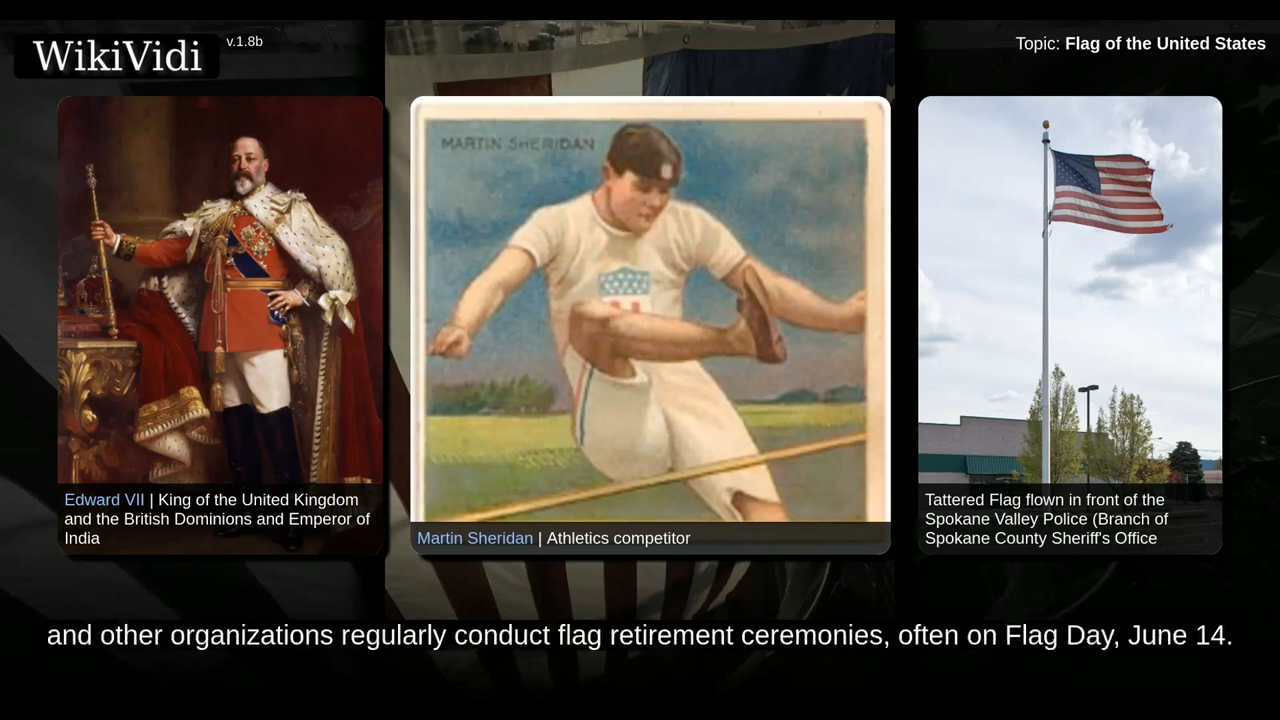 WikiVidi
v.1.8b
Topic: Flag of the United States
MARTIN SHERIDAN
Edward VII | King of the United Kingdom
and the British Dominions and Emperor of
India
Martin Sheridan | Athletics competitor
Tattered Flag flown in front of the
Spokane Valley Police (Branch of
Spokane County Sheriff's Office
and other organizations regularly conduct flag retirement ceremonies, often on Flag Day, June 14.